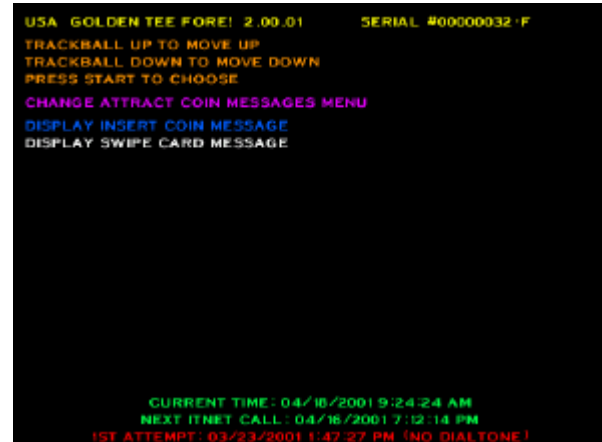 USA GOLDEN TEE FORE! 2.00.01 SERIAL #00000032-F
TRACKBALL UP TO MOVE UP
TRACKBALL DOWN TO MOVE DOWN
PRESS START TO CHOOSE
CHANGE ATTRACT COIN MESSAGES MENU
DISPLAY INSERT COIN MESSAGE
DISPLAY SWIPE CARD MESSAGE
CURRENT TIME: 04/18/2001 9:24:24 AM
NEXT ITNET CALL: 04/16/2001 7:12:14 PM
1ST ATTEMPT: 03/23/2001 1:47:27 PM (NO DIALTONE)